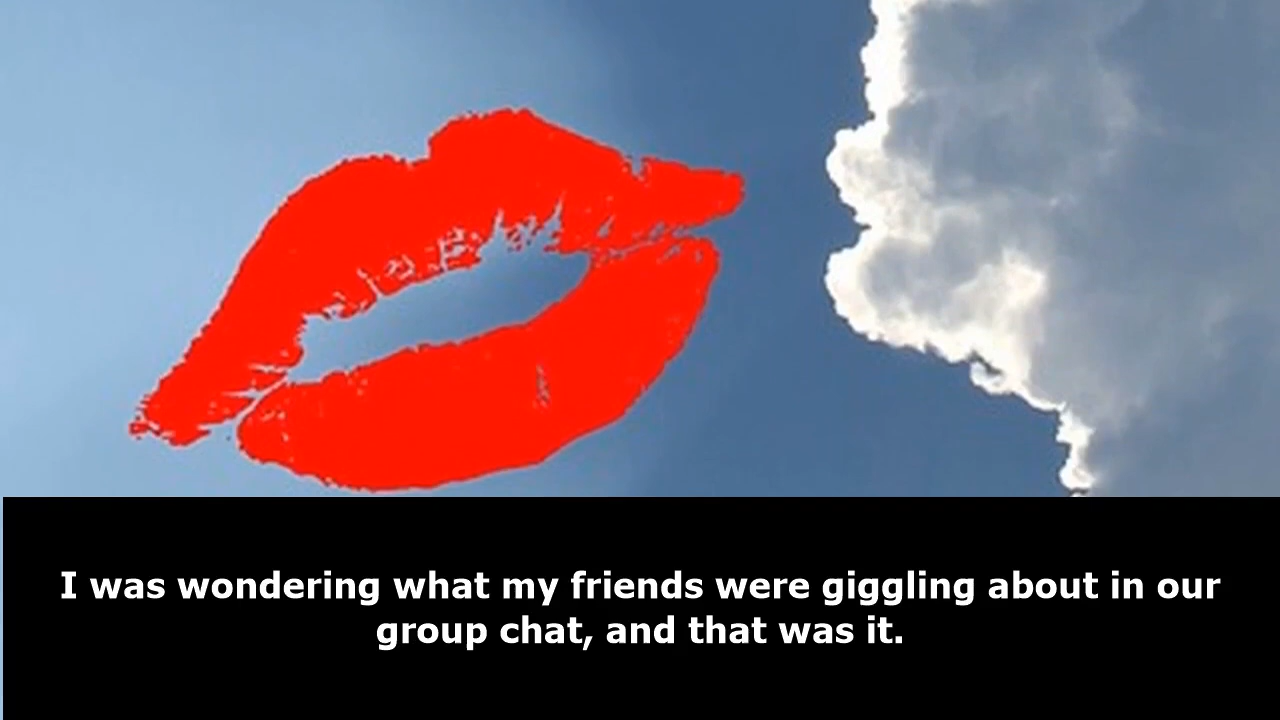 I was wondering what my friends were giggling about in our
group chat, and that was it.